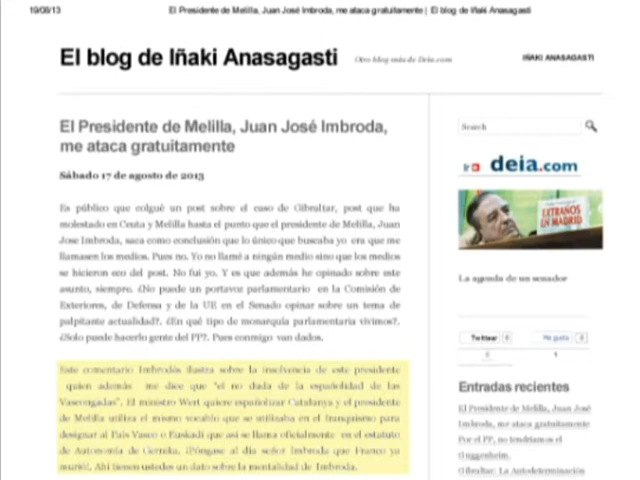 19/08/13 El Presidente de Melilla, Juan José Imbroda, me ataca gratuitamente | El blog de Iñaki Anasagasti
El blog de Iñaki Anasagasti
Otro blog más de Deia.com
IÑAKI ANASAGASTI
El Presidente de Melilla, Juan José Imbroda,
me ataca gratuitamente
Sábado 17 de agosto de 2013
Es público que colgué un post sobre el caso de Gibraltar, post que ha
molestado en Ceuta y Melilla hasta el punto que el presidente de Melilla, Juan
Jose Imbroda, saca como conclusión que lo único que buscaba yo era que me
llamasen los medios. Pues no. Yo no llamé a ningún medio sino que los medios
se hicieron eco del post. No fui yo. Y es que además he opinado sobre este
asunto, siempre. ¿No puede un portavoz parlamentario en la Comisión de
Exteriores, de Defensa y de la UE en el Senado opinar sobre un tema de
palpitante actualidad?. ¿En qué tipo de monarquía parlamentaria vivimos?.
¿Solo puede hacerlo gente del PP?. Pues conmigo van dados.
Este comentario Imbrodés ilustra sobre la insolvencia de este presidente
quien además me dice que "él no duda de la españolidad de las
Vascongadas". El ministro Wert quiere españolizar Catalunya y el presidente
de Melilla utiliza el mismo vocablo que se utilizaba en el franquismo para
designar al País Vasco o Euskadi que así se llama oficialmente en el estatuto
de Autonomía de Gernika. ¡Póngase al día señor Imbroda que Franco ya
murió!. Ahí tienen ustedes un dato sobre la mentalidad de Imbroda.
Search
deia.com
EXTRAÑOS
EN MADRID
La agenda de un senador
Twittear 0
Me gusta 0
Entradas recientes
El Presidente de Melilla, Juan José
Imbroda, me ataca gratuitamente
Por el PP, no tendríamos el
Guggenheim.
Gibraltar: La Autodeterminación